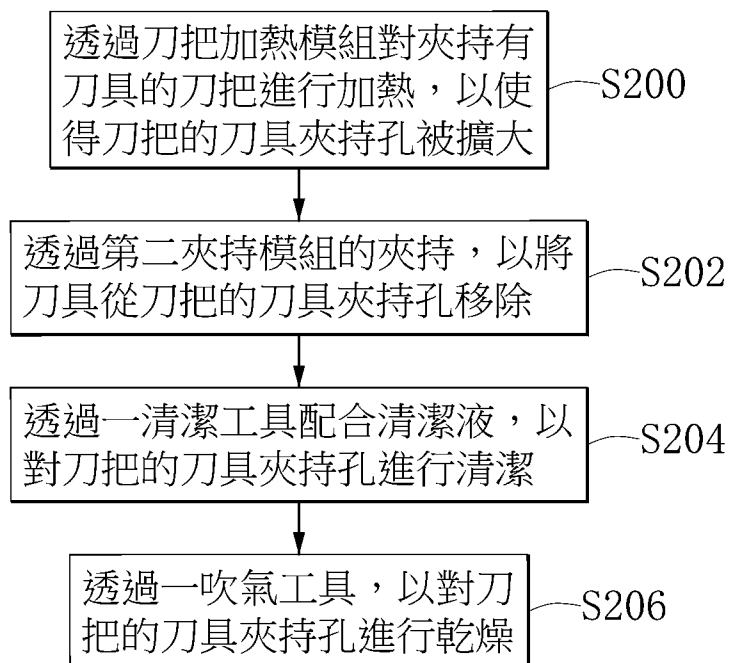 透過刀把加熱模組對夾持有
刀具的刀把進行加熱，以使
得刀把的刀具夾持孔被擴大
S200
透過第二夾持模組的夾持，以將
刀具從刀把的刀具夾持孔移除
S202
透過一清潔工具配合清潔液，以
對刀把的刀具夾持孔進行清潔
S204
透過一吹氣工具，以對刀
把的刀具夾持孔進行乾燥
S206